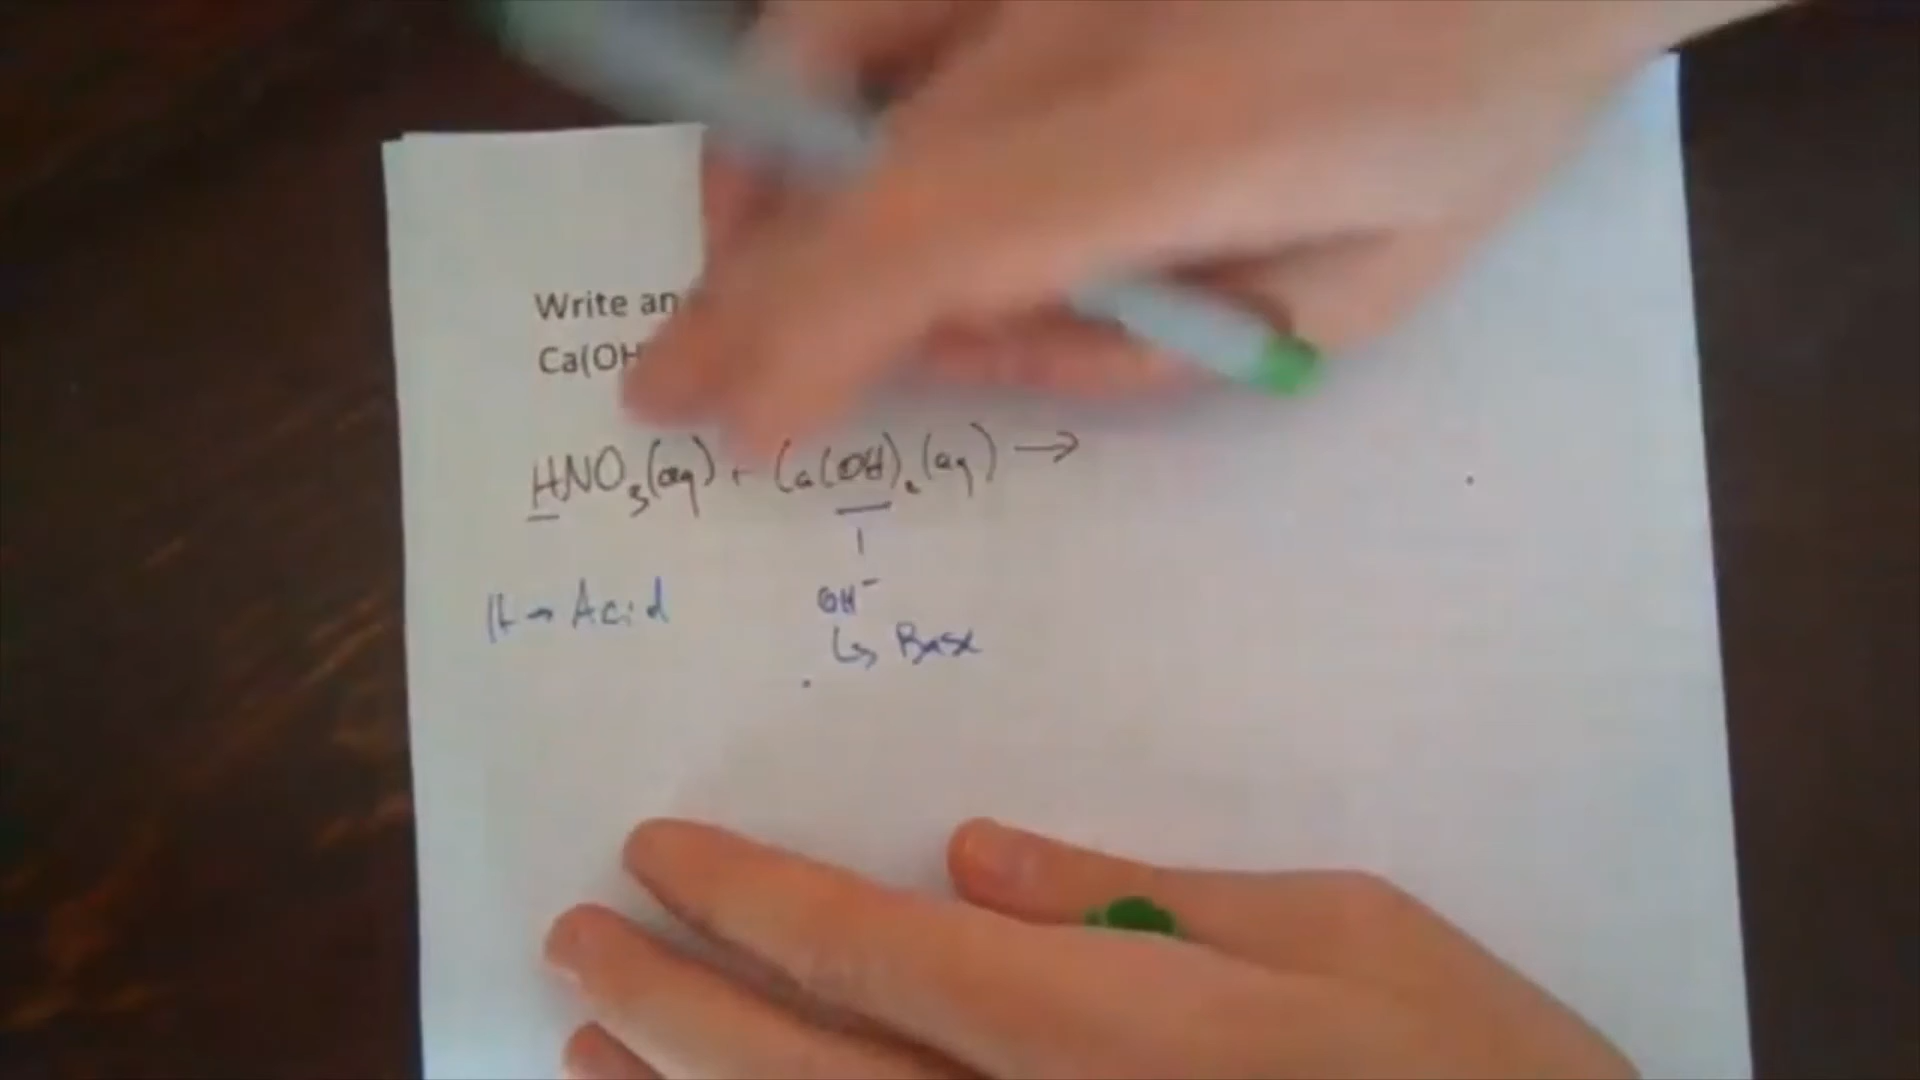 Write an
Ca(OH
HNO₃(aq) + Ca(OH)₂(aq) →
H → Acid
OH⁻
↳ Base